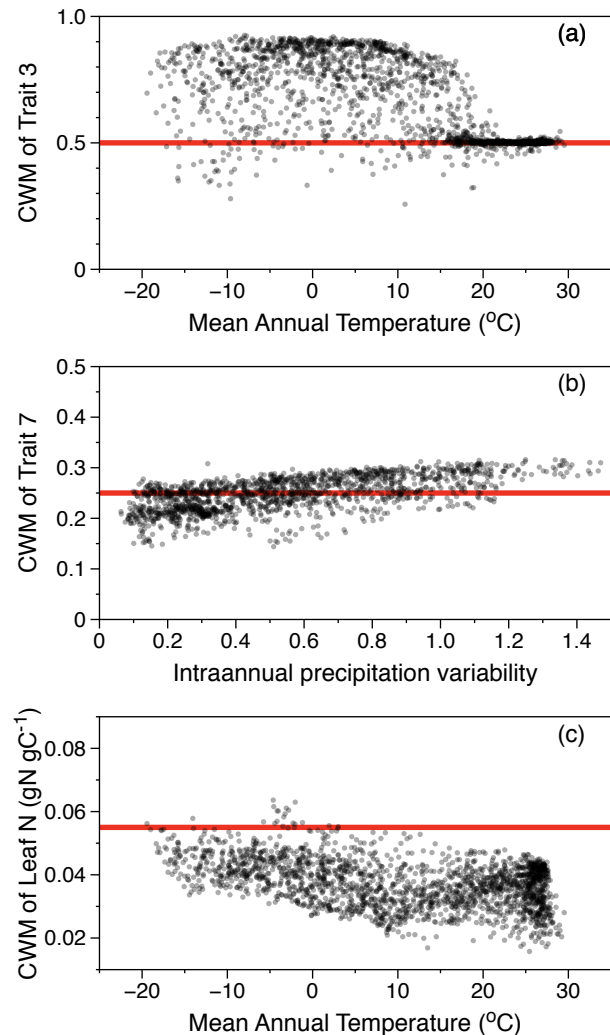 (a)
CWM of Trait 3
1.0
0.5
0
−20 −10 0 10 20 30
Mean Annual Temperature (°C)
(b)
CWM of Trait 7
0.5
0.4
0.3
0.2
0.1
0
0 0.2 0.4 0.6 0.8 1.0 1.2 1.4
Intraannual precipitation variability
(c)
CWM of Leaf N (gN gC⁻¹)
0.08
0.06
0.04
0.02
−20 −10 0 10 20 30
Mean Annual Temperature (°C)